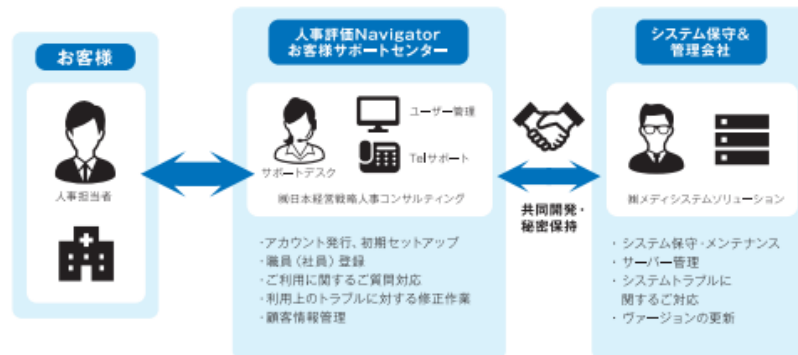 お客様
人事担当者
人事評価Navigator
お客様サポートセンター
ユーザー管理
Telサポート
サポートデスク
㈱日本経営戦略人事コンサルティング
・アカウント発行、初期セットアップ
・職員（社員）登録
・ご利用に関するご質問対応
・利用上のトラブルに対する修正作業
・顧客情報管理
共同開発・
秘密保持
システム保守&
管理会社
㈱メディシステムソリューション
・システム保守・メンテナンス
・サーバー管理
・システムトラブルに
関するご対応
・ヴァージョンの更新